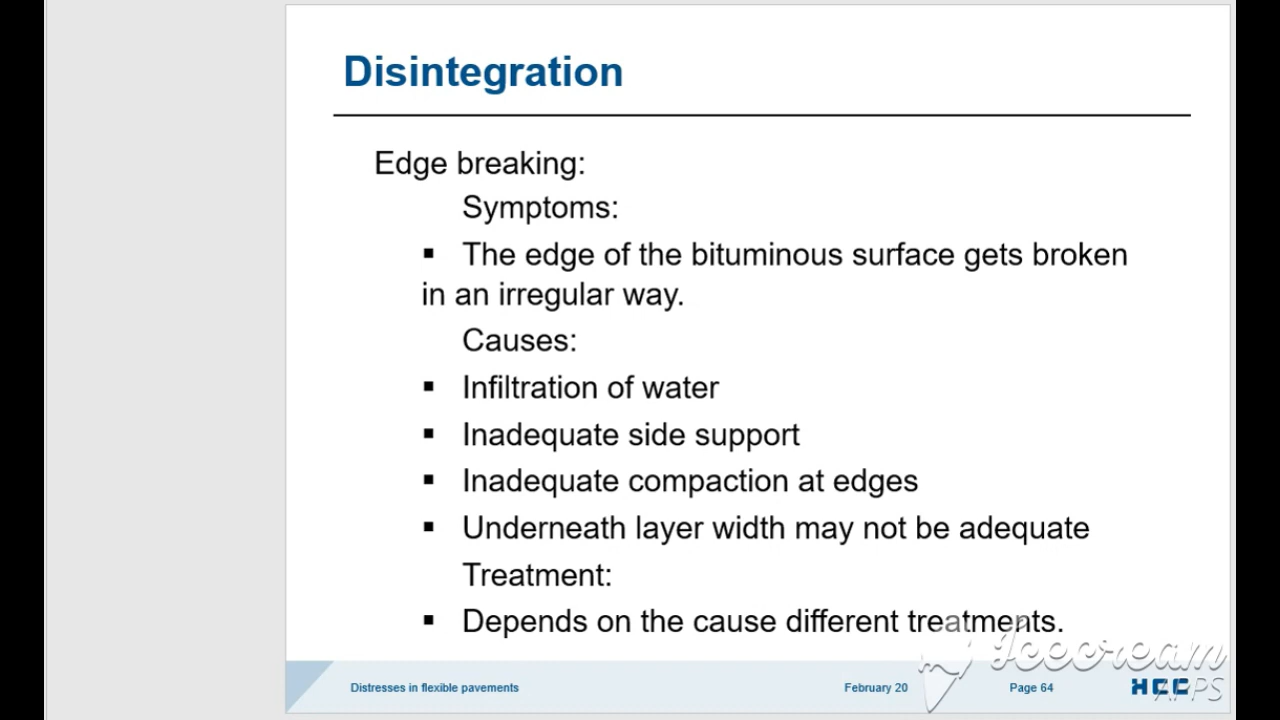 Disintegration
Edge breaking:
Symptoms:
▪ The edge of the bituminous surface gets broken
in an irregular way.
Causes:
▪ Infiltration of water
▪ Inadequate side support
▪ Inadequate compaction at edges
▪ Underneath layer width may not be adequate
Treatment:
▪ Depends on the cause different treatments.
Icecream
APPS
Distresses in flexible pavements February 20 Page 64 HCC